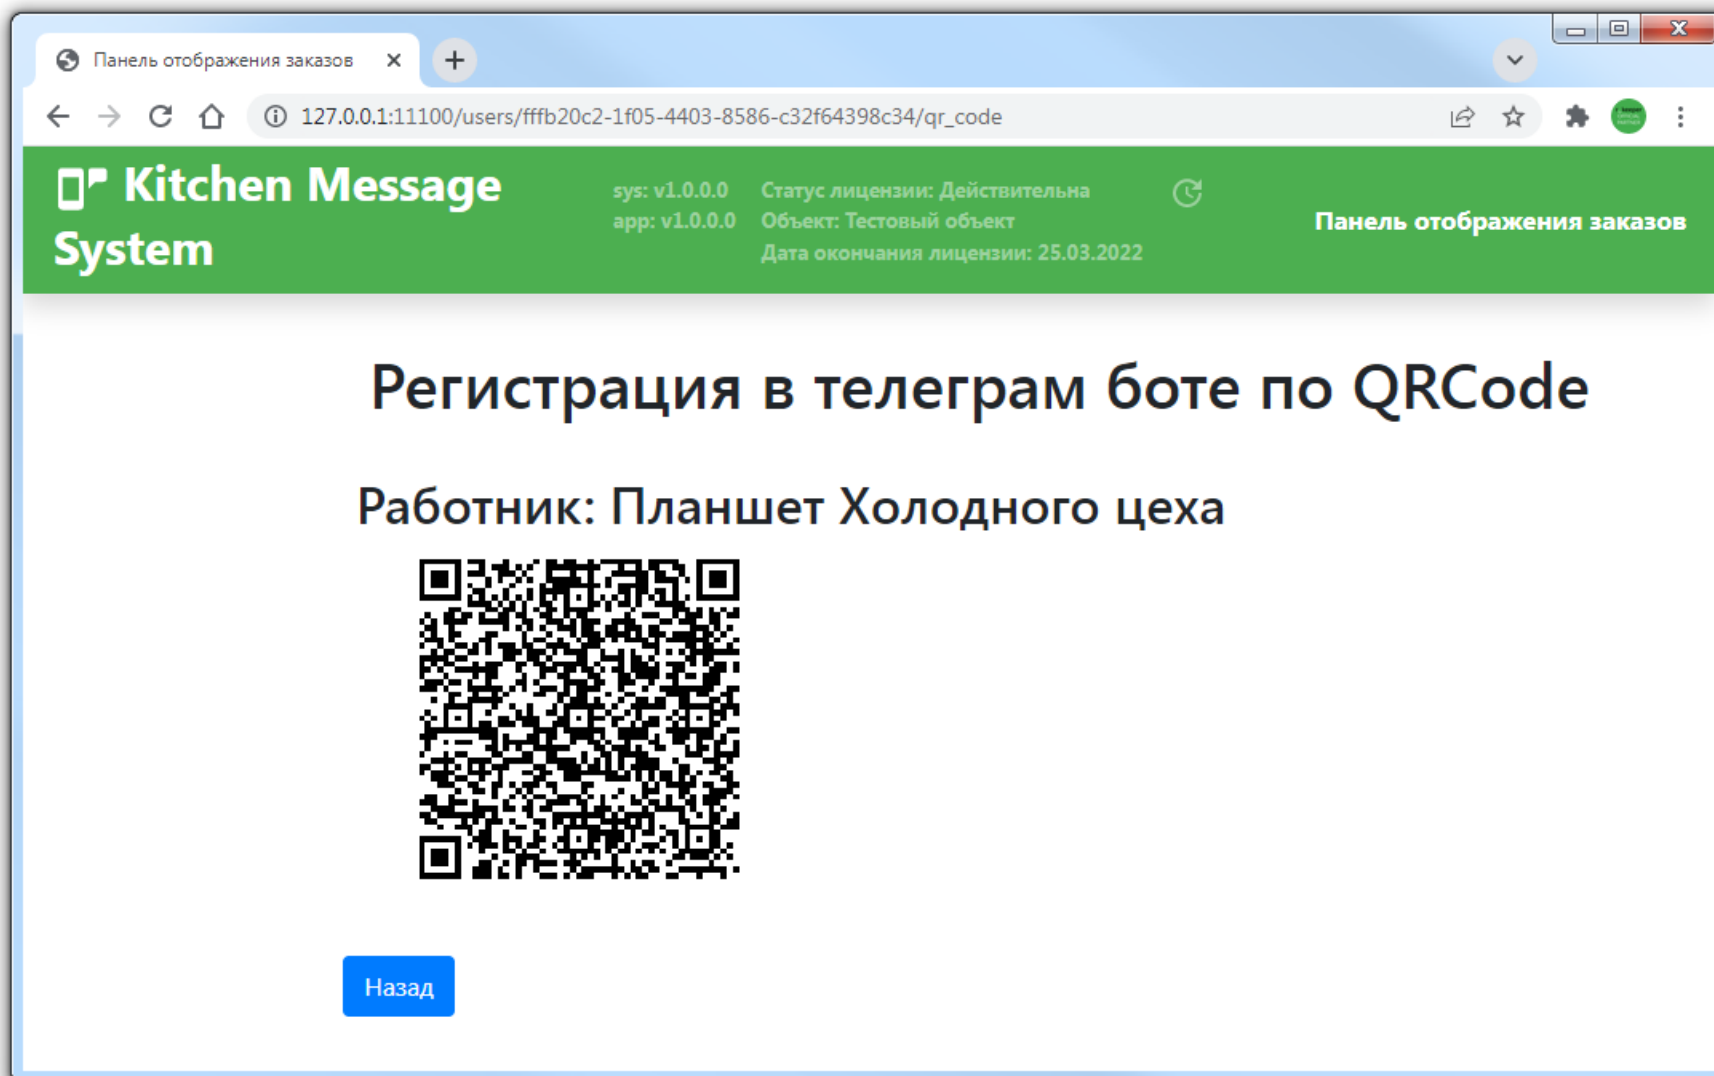 Панель отображения заказов
127.0.0.1:11100/users/fffb20c2-1f05-4403-8586-c32f64398c34/qr_code
Kitchen Message
System
sys: v1.0.0.0
app: v1.0.0.0
Статус лицензии: Действительна
Объект: Тестовый объект
Дата окончания лицензии: 25.03.2022
Панель отображения заказов
Регистрация в телеграм боте по QRCode
Работник: Планшет Холодного цеха
Назад